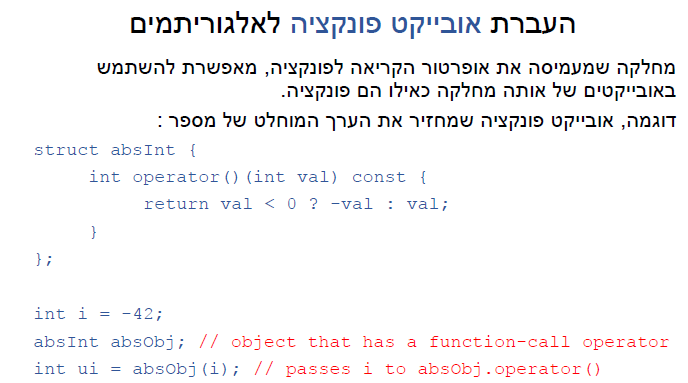 העברת אובייקט פונקציה לאלגוריתמים
מחלקה שמעמיסה את אופרטור הקריאה לפונקציה, מאפשרת להשתמש
באובייקטים של אותה מחלקה כאילו הם פונקציה.
דוגמה, אובייקט פונקציה שמחזיר את הערך המוחלט של מספר :
struct absInt {
     int operator()(int val) const {
          return val < 0 ? -val : val;
     }
};
int i = -42;
absInt absObj; // object that has a function-call operator
int ui = absObj(i); // passes i to absObj.operator()